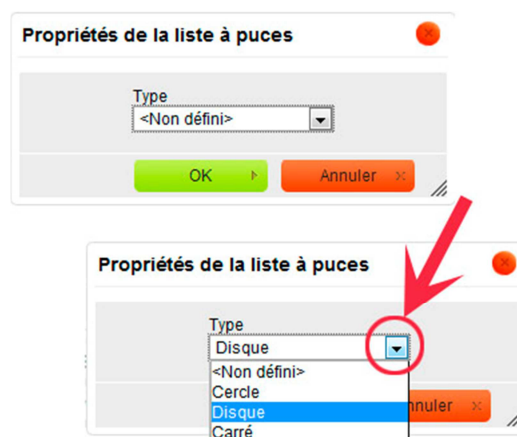 Propriétés de la liste à puces
Type
<Non défini>
OK
Annuler
Propriétés de la liste à puces
Type
Disque
<Non défini>
Cercle
Disque
nnuler
Carré